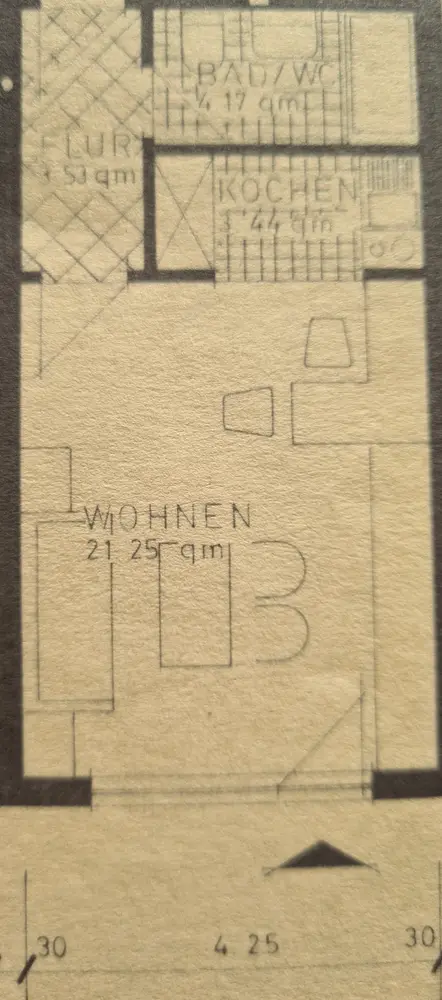 BAD/WC
4 17 qm
FLUR
3 53 qm
KOCHEN
3 44 qm
WOHNEN
21 25 qm
30
4 25
30